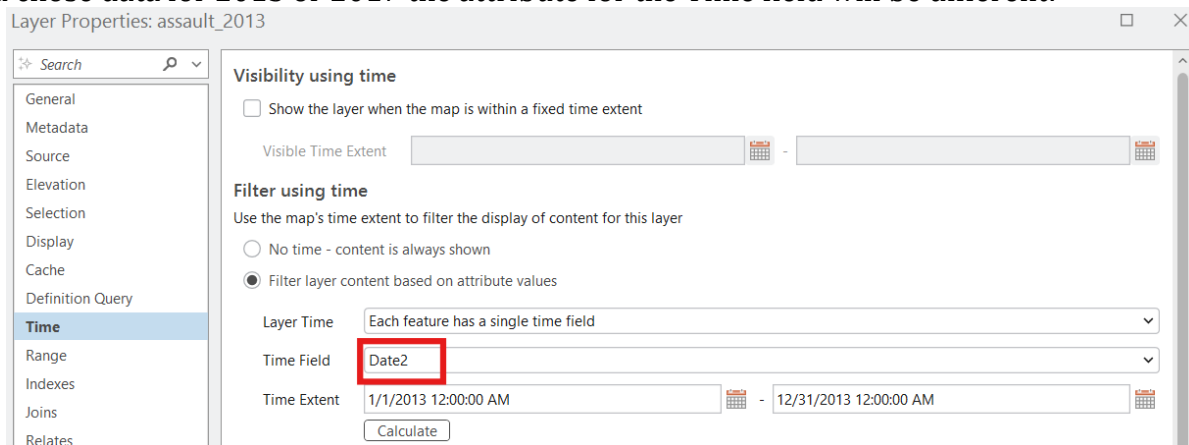 Layer Properties: assault_2013
Search
General
Metadata
Source
Elevation
Selection
Display
Cache
Definition Query
Time
Range
Indexes
Joins
Relates
Visibility using time
Show the layer when the map is within a fixed time extent
Visible Time Extent -
Filter using time
Use the map's time extent to filter the display of content for this layer
No time - content is always shown
Filter layer content based on attribute values
Layer Time Each feature has a single time field
Time Field Date2
Time Extent 1/1/2013 12:00:00 AM - 12/31/2013 12:00:00 AM
Calculate